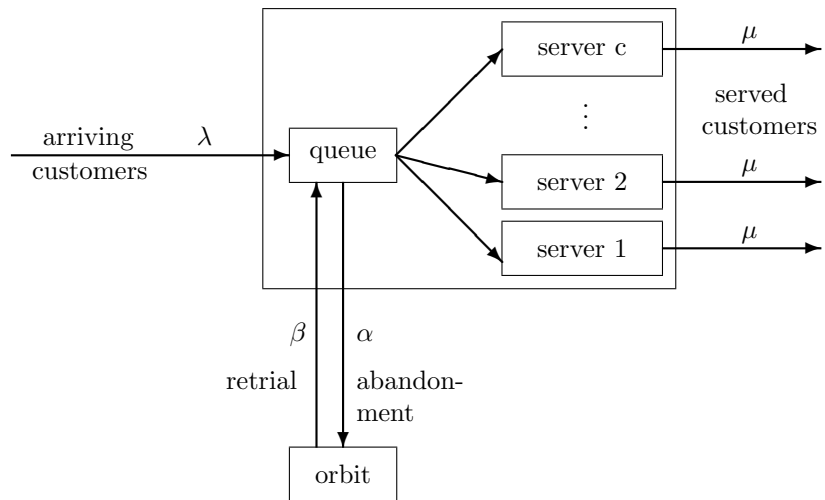 server c
μ
⋮
served
customers
arriving
λ
customers
queue
server 2
μ
server 1
μ
β
α
retrial
abandon-
ment
orbit